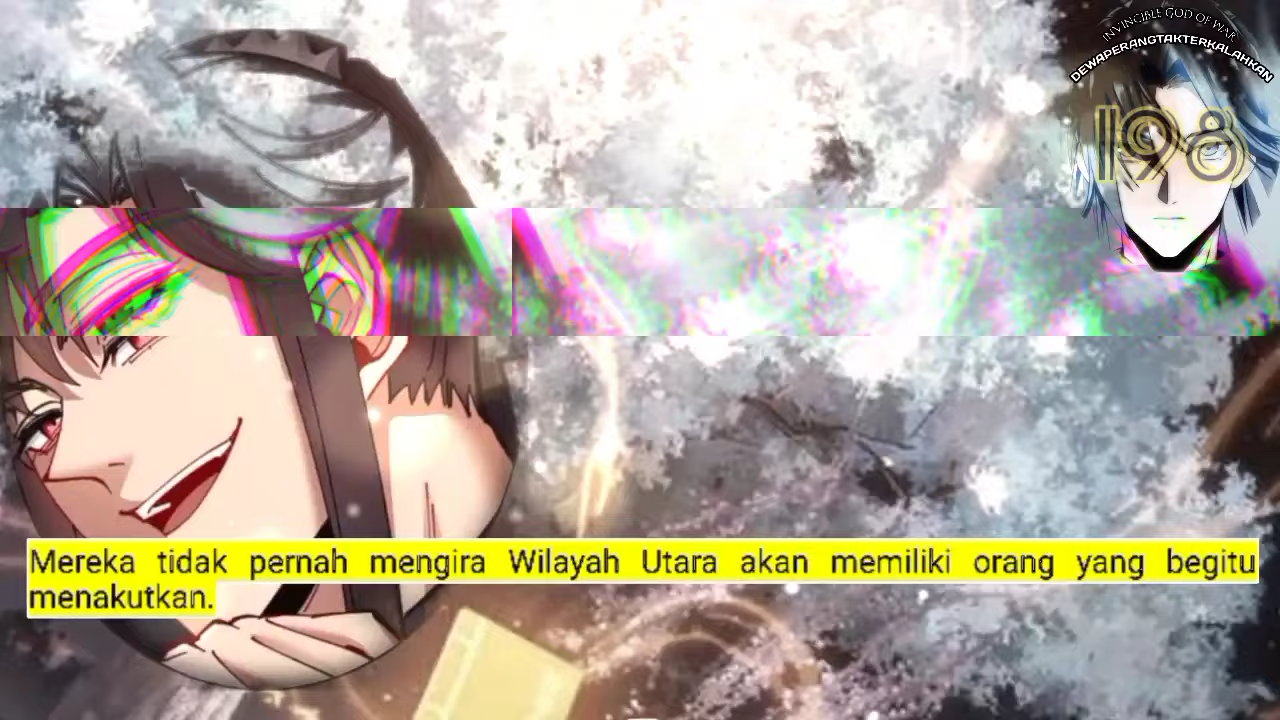 INVINCIBLE GOD OF WAR
DEWAPERANGTAKTERKALAHKAN
198
Mereka tidak pernah mengira Wilayah Utara akan memiliki orang yang begitu
menakutkan.